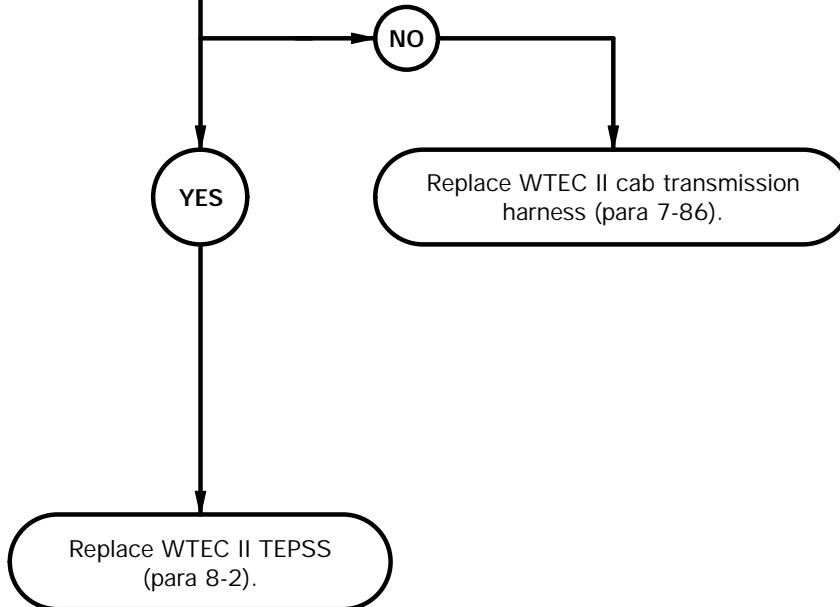 NO
YES
Replace WTEC II cab transmission
harness (para 7-86).
Replace WTEC II TEPSS
(para 8-2).